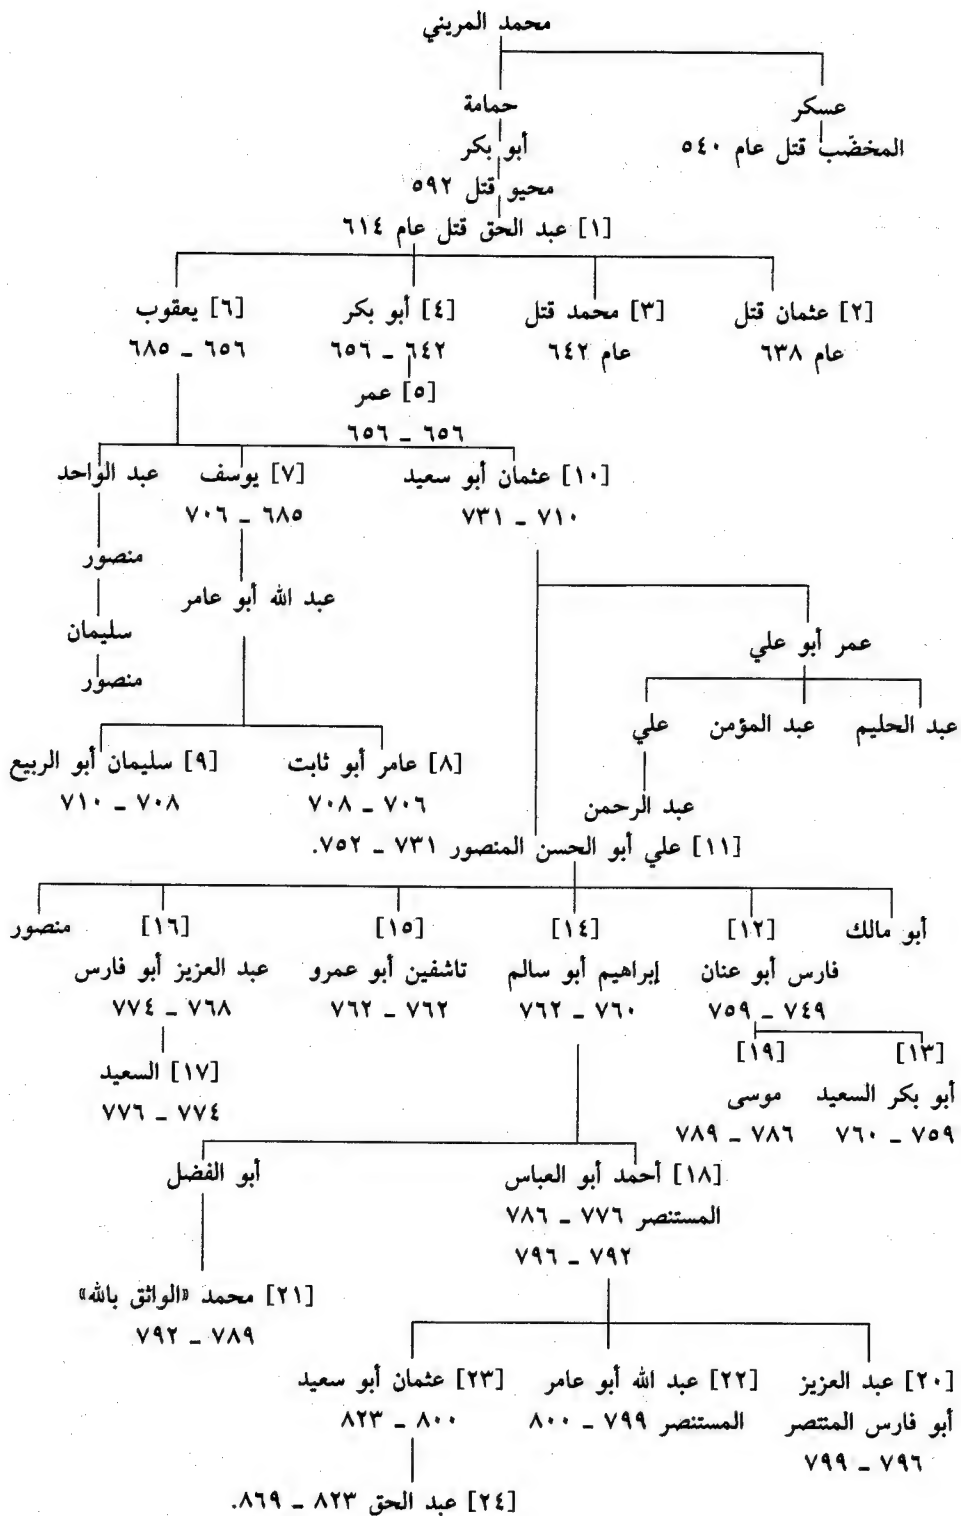 محمد المريني
عسكر
حمامة
المخضّب قتل عام ٥٤٠
أبو بكر
محيو قتل ٥٩٢
[١] عبد الحق قتل عام ٦١٤
[٢] عثمان قتل
عام ٦٣٨
[٣] محمد قتل
عام ٦٤٢
[٤] أبو بكر
٦٤٢ – ٦٥٦
[٦] يعقوب
٦٥٦ – ٦٨٥
[٥] عمر
٦٥٦ – ٦٥٦
[١٠] عثمان أبو سعيد
٧١٠ – ٧٣١
[٧] يوسف
٦٨٥ – ٧٠٦
عبد الواحد
منصور
عبد الله أبو عامر
سليمان
منصور
عمر أبو علي
عبد الحليم
عبد المؤمن
علي
عبد الرحمن
[٨] عامر أبو ثابت
٧٠٦ – ٧٠٨
[٩] سليمان أبو الربيع
٧٠٨ – ٧١٠
[١١] علي أبو الحسن المنصور ٧٣١ – ٧٥٢.
أبو مالك
[١٢]
فارس أبو عنان
٧٤٩ – ٧٥٩
[١٤]
إبراهيم أبو سالم
٧٦٠ – ٧٦٢
[١٥]
تاشفين أبو عمرو
٧٦٢ – ٧٦٢
[١٦]
عبد العزيز أبو فارس
٧٦٨ – ٧٧٤
منصور
[١٣]
أبو بكر السعيد
٧٥٩ – ٧٦٠
[١٩]
موسى
٧٨٦ – ٧٨٩
[١٧] السعيد
٧٧٤ – ٧٧٦
[١٨] أحمد أبو العباس
المستنصر ٧٧٦ – ٧٨٦
٧٩٢ – ٧٩٦
أبو الفضل
[٢١] محمد «الواثق بالله»
٧٨٩ – ٧٩٢
[٢٠] عبد العزيز
أبو فارس المنتصر
٧٩٦ – ٧٩٩
[٢٢] عبد الله أبو عامر
المستنصر ٧٩٩ – ٨٠٠
[٢٣] عثمان أبو سعيد
٨٠٠ – ٨٢٣
[٢٤] عبد الحق ٨٢٣ – ٨٦٩.